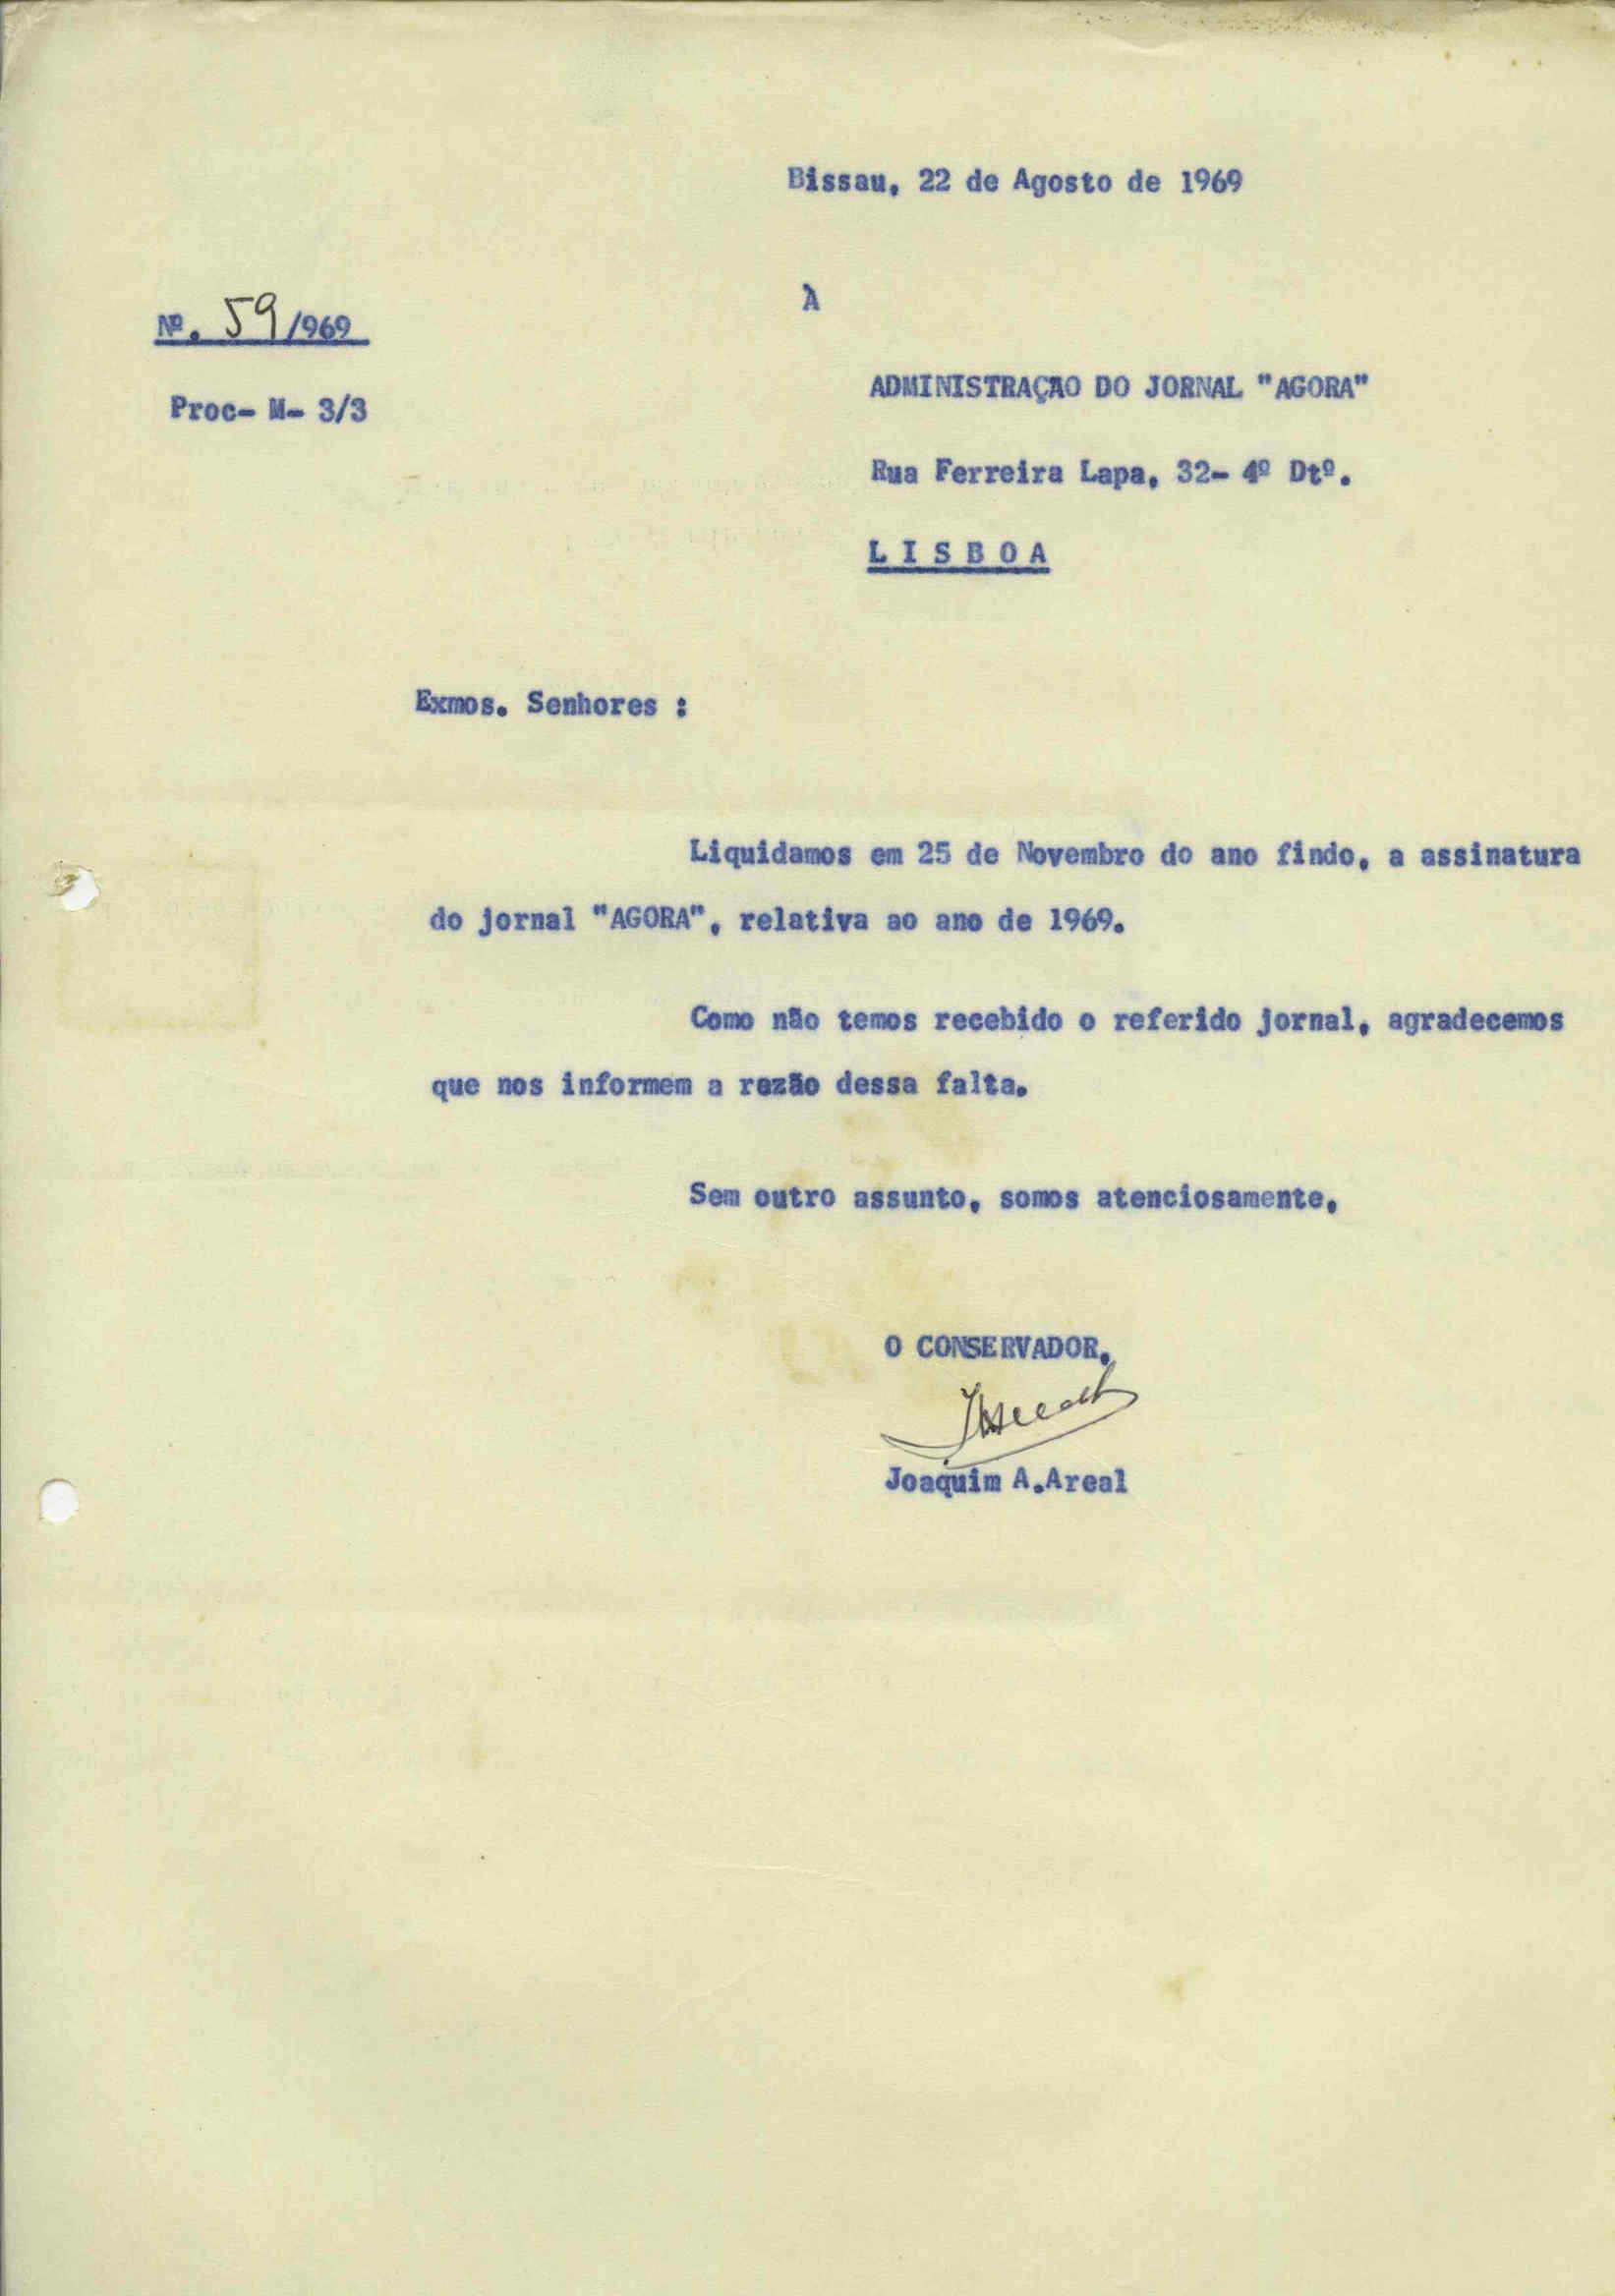 Bissau, 22 de Agosto de 1969
À
Nº. 59/969
ADMINISTRAÇAO DO JORNAL "AGORA"
Proc- M- 3/3
Rua Ferreira Lapa, 32- 4º Dtº.
L I S B O A
Exmos. Senhores :
Liquidamos em 25 de Novembro do ano findo, a assinatura
do jornal "AGORA", relativa ao ano de 1969.
Como não temos recebido o referido jornal, agradecemos
que nos informem a razão dessa falta.
Sem outro assunto, somos atenciosamente,
O CONSERVADOR,
Joaquim A.Areal